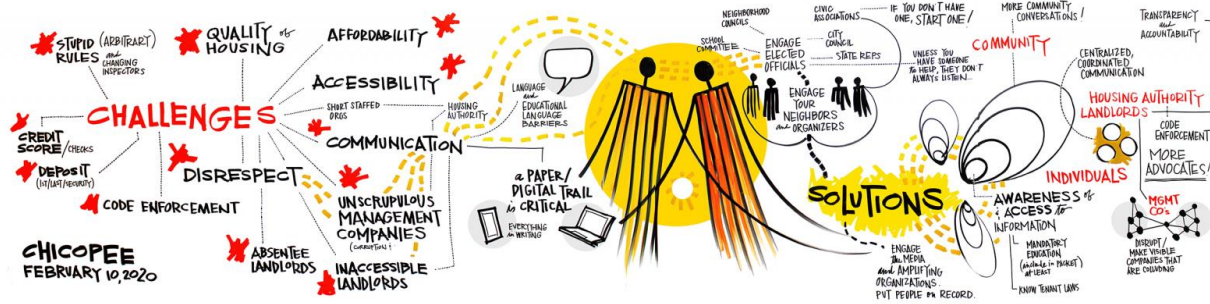 STUPID (ARBITRARY)
RULES and
CHANGING
INSPECTORS
QUALITY of
HOUSING
AFFORDABILITY
ACCESSIBILITY
SHORT STAFFED
ORGS
HOUSING
AUTHORITY
LANGUAGE
and
EDUCATIONAL
LANGUAGE
BARRIERS
CHALLENGES
COMMUNICATION
CREDIT
SCORE/CHECKS
DEPOSIT
(1ST/LAST/SECURITY)
CODE ENFORCEMENT
DISRESPECT
UNSCRUPULOUS
MANAGEMENT
COMPANIES
(CORRUPTION)
ABSENTEE
LANDLORDS
INACCESSIBLE
LANDLORDS
a PAPER/
DIGITAL TRAIL
is CRITICAL
EVERYTHING
in WRITING
CHICOPEE
FEBRUARY 10, 2020
NEIGHBORHOOD
COUNCILS
CIVIC
ASSOCIATIONS
IF YOU DON'T HAVE
ONE, START ONE!
SCHOOL
COMMITTEE
ENGAGE
ELECTED
OFFICIALS
CITY
COUNCIL
STATE REPS
UNLESS YOU
HAVE SOMEONE
to HELP, THEY DON'T
ALWAYS LISTEN...
ENGAGE
YOUR
NEIGHBORS
and ORGANIZERS
SOLUTIONS
ENGAGE
the MEDIA
and AMPLIFYING
ORGANIZATIONS.
PUT PEOPLE on RECORD.
MORE COMMUNITY
CONVERSATIONS!
COMMUNITY
TRANSPARENCY
and
ACCOUNTABILITY
CENTRALIZED,
COORDINATED
COMMUNICATION
HOUSING AUTHORITY
LANDLORDS
CODE
ENFORCEMENT
MORE
ADVOCATES!
INDIVIDUALS
AWARENESS of
& ACCESS to
INFORMATION
MANDATORY
EDUCATION
(include in PACKET)
at LEAST
KNOW TENANT LAWS
MGMT
CO's
DISRUPT/
MAKE VISIBLE
COMPANIES THAT
ARE COLLUDING